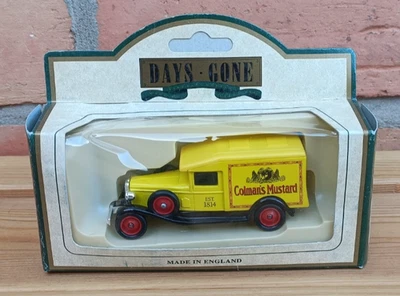 DAYS · GONE
Colman's Mustard
EST
1814
MADE IN ENGLAND